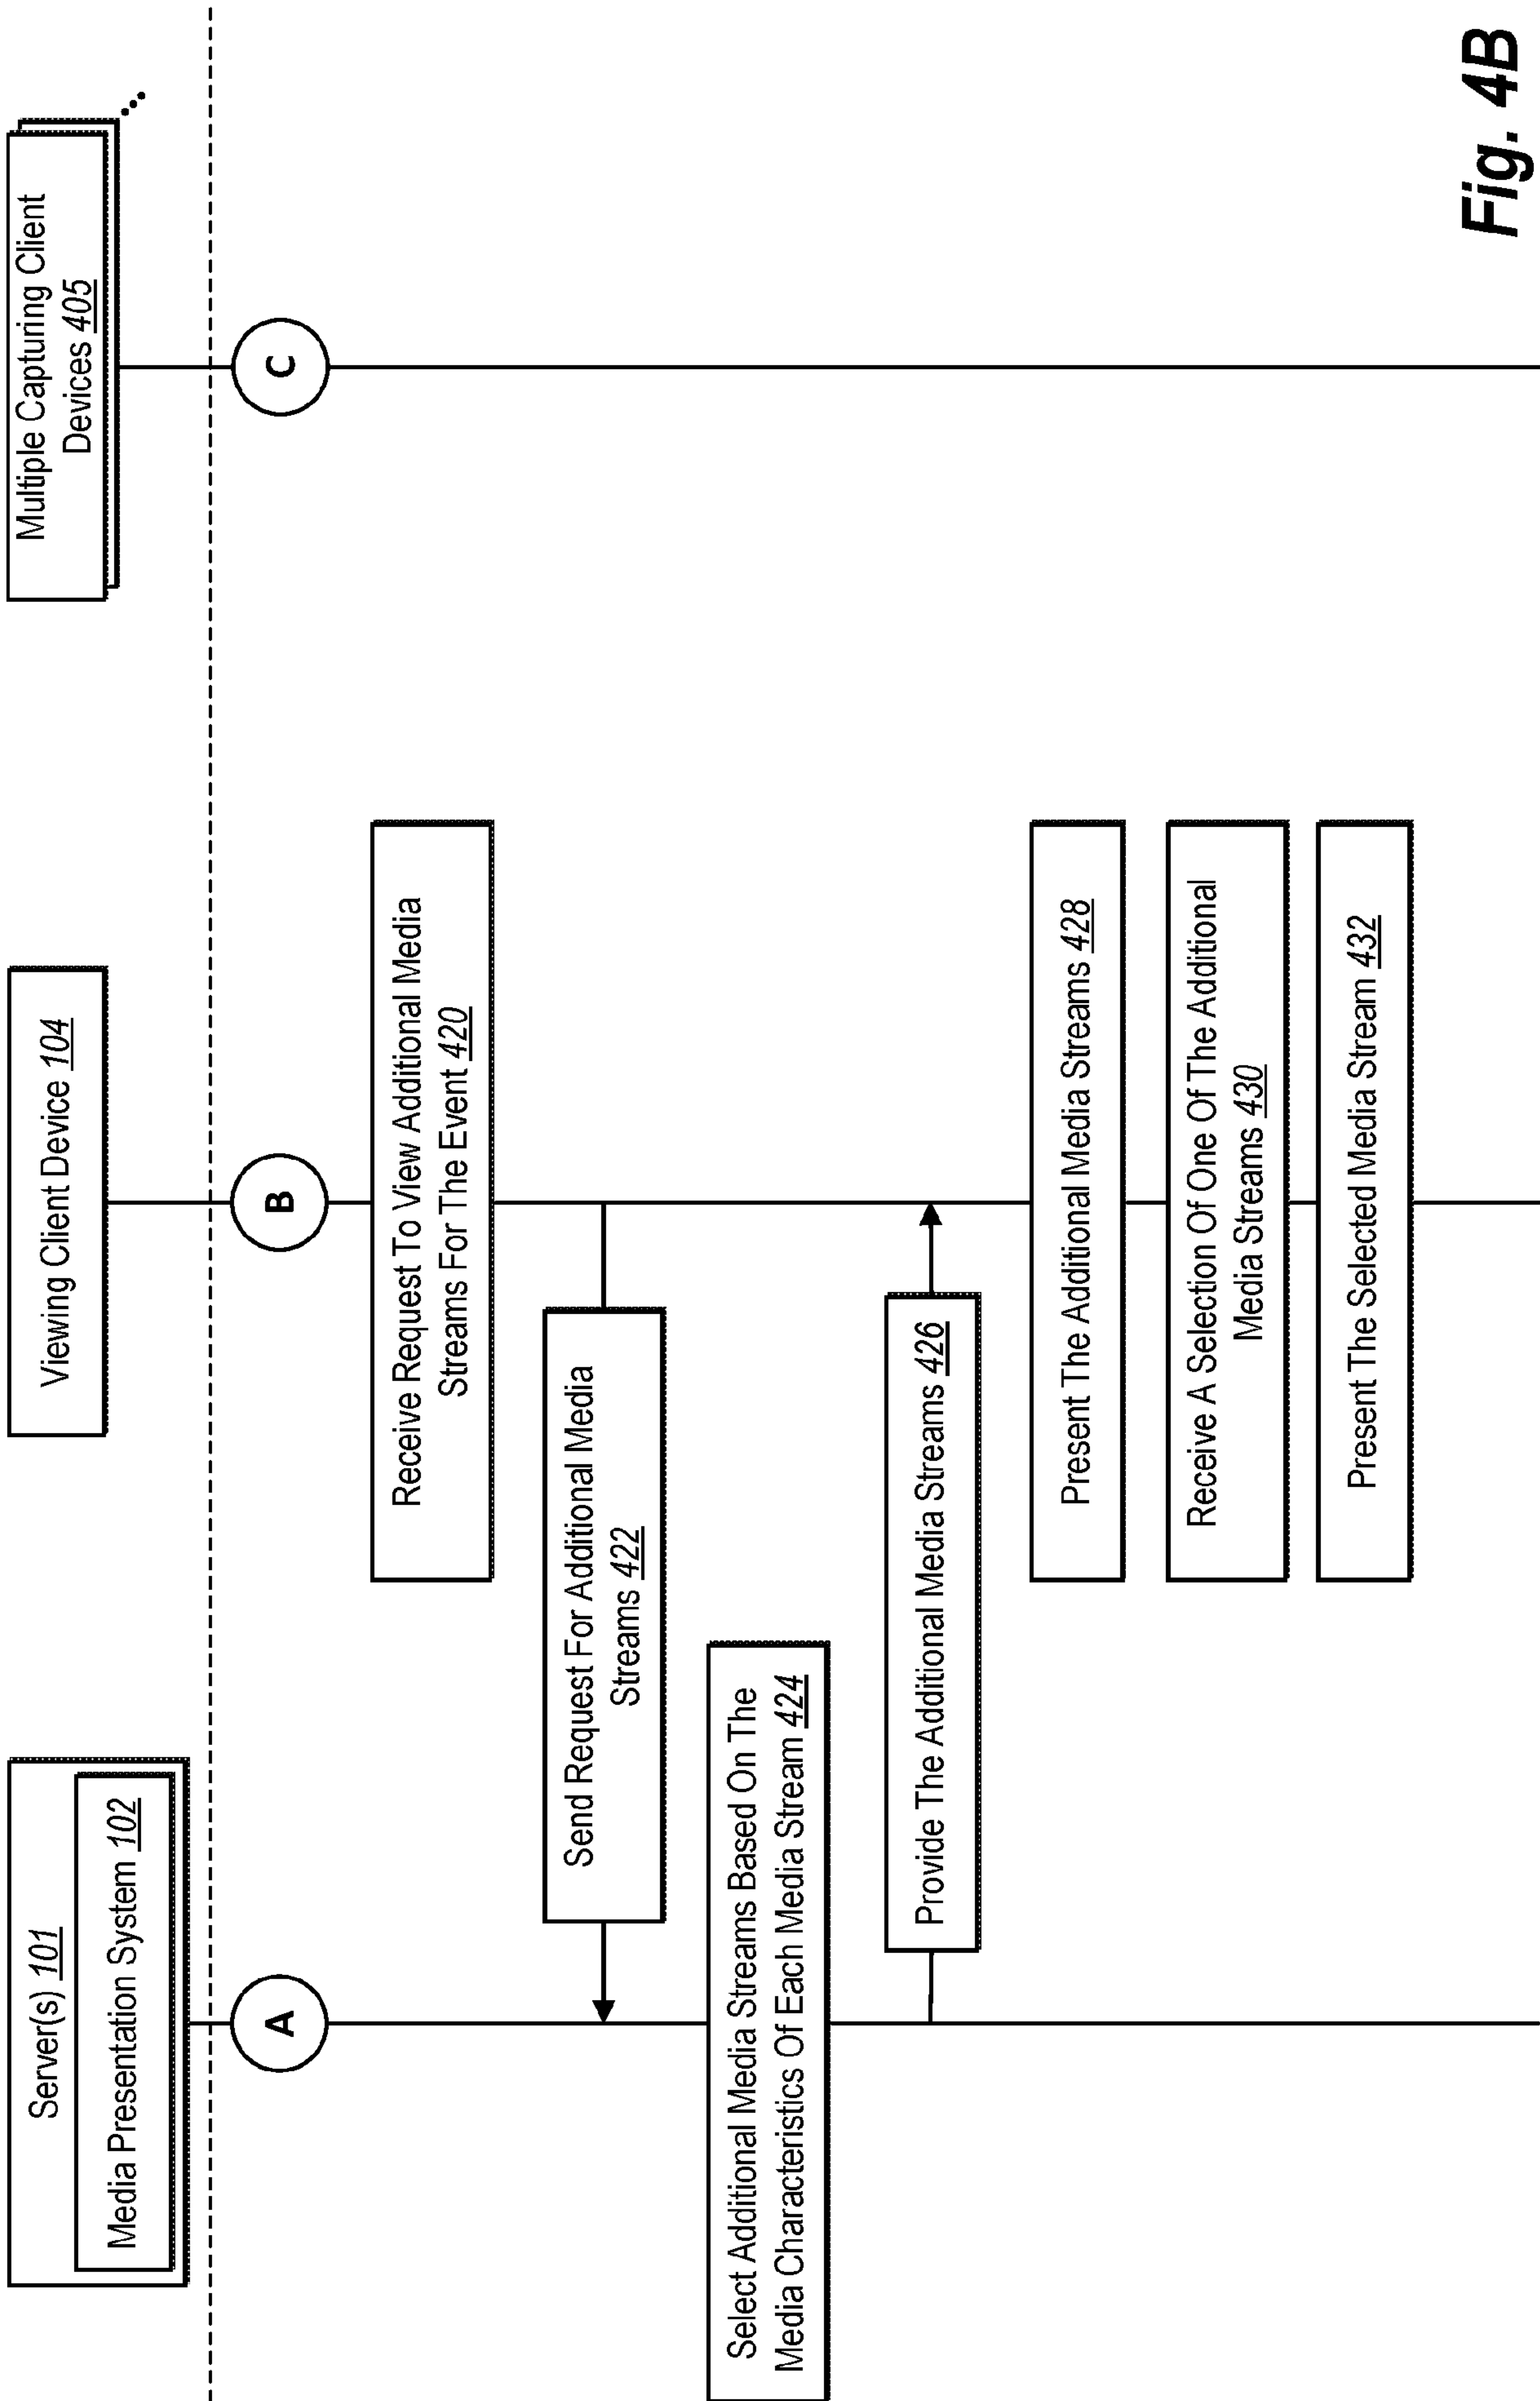 Server(s) 101
Media Presentation System 102
Viewing Client Device 104
Multiple Capturing Client
Devices 405
A
B
C
Receive Request To View Additional Media
Streams For The Event 420
Send Request For Additional Media
Streams 422
Select Additional Media Streams Based On The
Media Characteristics Of Each Media Stream 424
Provide The Additional Media Streams 426
Present The Additional Media Streams 428
Receive A Selection Of One Of The Additional
Media Streams 430
Present The Selected Media Stream 432
Fig. 4B